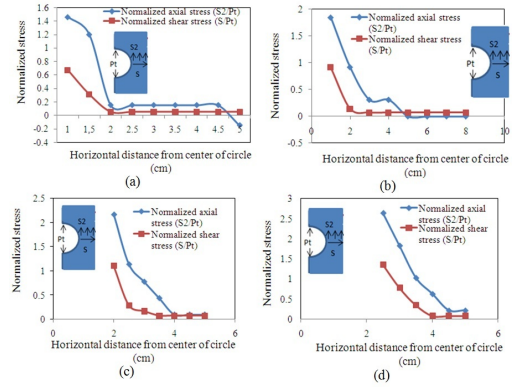 1.6
1.4
1.2
1
0.8
0.6
0.4
0.2
0
-0.2
-0.4
Normalized stress
Normalized axial stress (S2/Pt)
Normalized shear stress (S/Pt)
S2
Pt
S
1 1.5 2 2.5 3 3.5 4 4.5 5
Horizontal distance from center of circle
(cm)
(a)
2
1.5
1
0.5
0
-0.5
Normalized stress
Normalized axial stress
(S2/Pt)
Normalized shear stress
(S/Pt)
S2
Pt
S
0 2 4 6 8 10
Horizontal distance from center of circle
(cm)
(b)
2.5
2
1.5
1
0.5
0
Normalized stress
S2
Pt
S
Normalized axial
stress (S2/Pt)
Normalized shear stress
(S/Pt)
0 2 4 6
Horizontal distance from center of circle
(cm)
(c)
3
2.5
2
1.5
1
0.5
0
Normalized stress
S2
Pt
S
Normalized axial
stress (S2/Pt)
Normalized shear
stress (S/Pt)
0 2 4 6
Horizontal distance from center of circle
(cm)
(d)